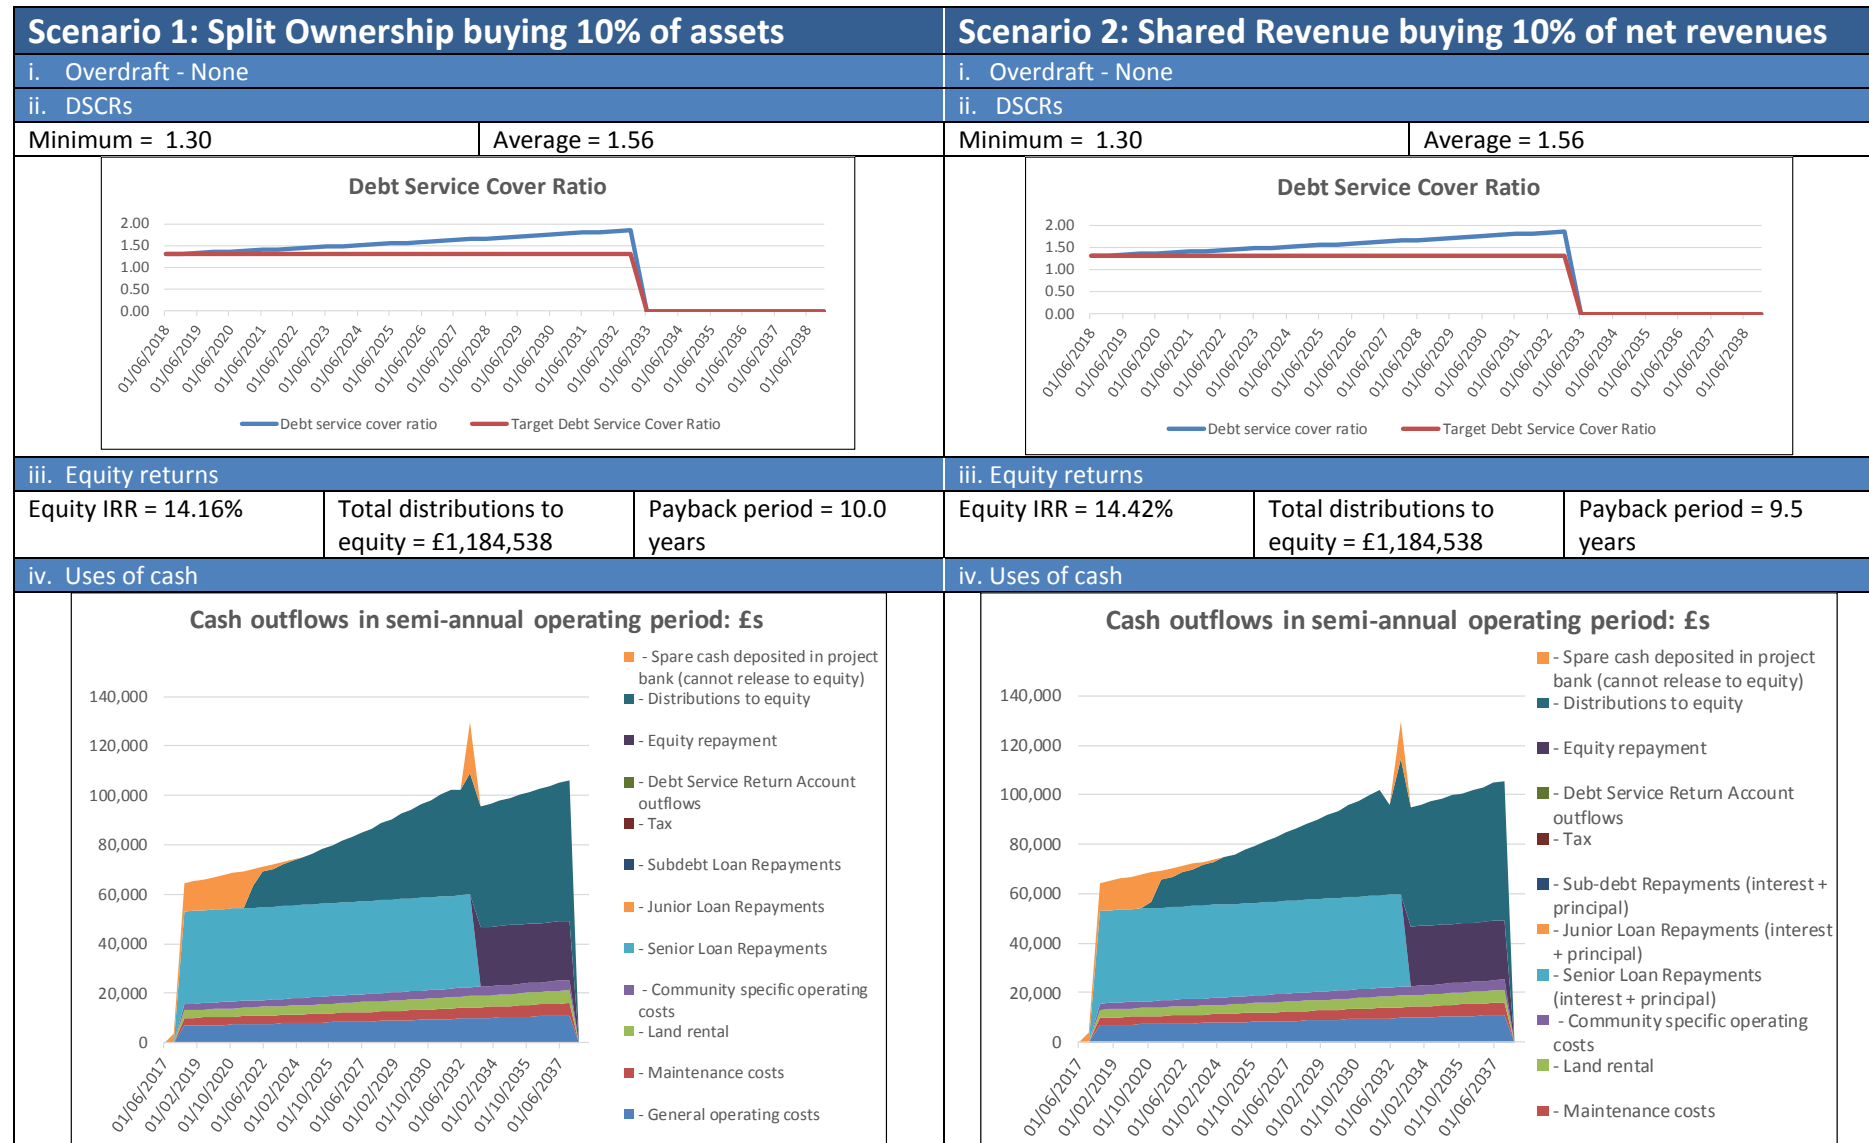 Scenario 1: Split Ownership buying 10% of assets
i. Overdraft - None
ii. DSCRs
Minimum = 1.30
Average = 1.56
Debt Service Cover Ratio
2.00
1.50
1.00
0.50
0.00
01/06/2018
01/06/2019
01/06/2020
01/06/2021
01/06/2022
01/06/2023
01/06/2024
01/06/2025
01/06/2026
01/06/2027
01/06/2028
01/06/2029
01/06/2030
01/06/2031
01/06/2032
01/06/2033
01/06/2034
01/06/2035
01/06/2036
01/06/2037
01/06/2038
Debt service cover ratio
Target Debt Service Cover Ratio
iii. Equity returns
Equity IRR = 14.16%
Total distributions to
equity = £1,184,538
Payback period = 10.0
years
iv. Uses of cash
Cash outflows in semi-annual operating period: £s
140,000
120,000
100,000
80,000
60,000
40,000
20,000
0
01/06/2017
01/02/2019
01/10/2020
01/06/2022
01/02/2024
01/10/2025
01/06/2027
01/02/2029
01/10/2030
01/06/2032
01/02/2034
01/10/2035
01/06/2037
- Spare cash deposited in project
bank (cannot release to equity)
- Distributions to equity
- Equity repayment
- Debt Service Return Account
outflows
- Tax
- Subdebt Loan Repayments
- Junior Loan Repayments
- Senior Loan Repayments
- Community specific operating
costs
- Land rental
- Maintenance costs
- General operating costs
Scenario 2: Shared Revenue buying 10% of net revenues
i. Overdraft - None
ii. DSCRs
Minimum = 1.30
Average = 1.56
Debt Service Cover Ratio
2.00
1.50
1.00
0.50
0.00
01/06/2018
01/06/2019
01/06/2020
01/06/2021
01/06/2022
01/06/2023
01/06/2024
01/06/2025
01/06/2026
01/06/2027
01/06/2028
01/06/2029
01/06/2030
01/06/2031
01/06/2032
01/06/2033
01/06/2034
01/06/2035
01/06/2036
01/06/2037
01/06/2038
Debt service cover ratio
Target Debt Service Cover Ratio
iii. Equity returns
Equity IRR = 14.42%
Total distributions to
equity = £1,184,538
Payback period = 9.5
years
iv. Uses of cash
Cash outflows in semi-annual operating period: £s
140,000
120,000
100,000
80,000
60,000
40,000
20,000
0
01/06/2017
01/02/2019
01/10/2020
01/06/2022
01/02/2024
01/10/2025
01/06/2027
01/02/2029
01/10/2030
01/06/2032
01/02/2034
01/10/2035
01/06/2037
- Spare cash deposited in project
bank (cannot release to equity)
- Distributions to equity
- Equity repayment
- Debt Service Return Account
outflows
- Tax
- Sub-debt Repayments (interest +
principal)
- Junior Loan Repayments (interest
+ principal)
- Senior Loan Repayments
(interest + principal)
- Community specific operating
costs
- Land rental
- Maintenance costs